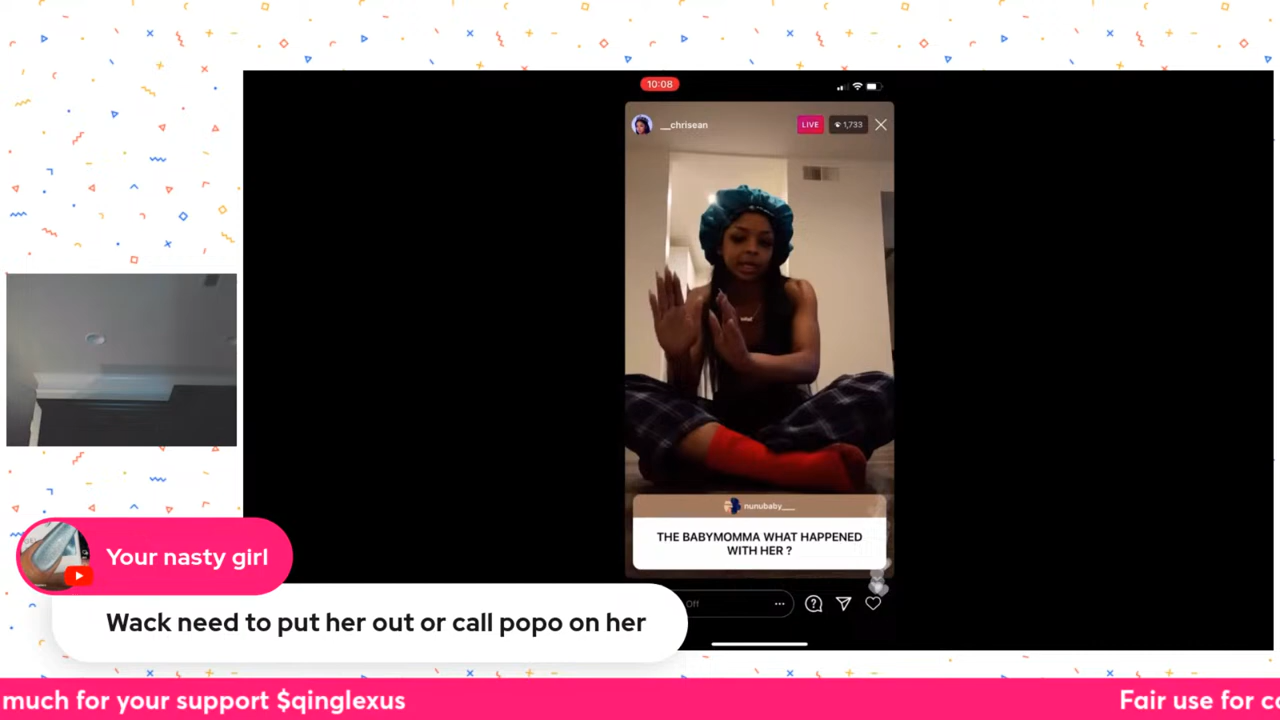 10:08
__chrisean
LIVE
1,733
nunubaby___
THE BABYMOMMA WHAT HAPPENED
WITH HER ?
Off
Your nasty girl
Wack need to put her out or call popo on her
much for your support $qinglexus
Fair use for co